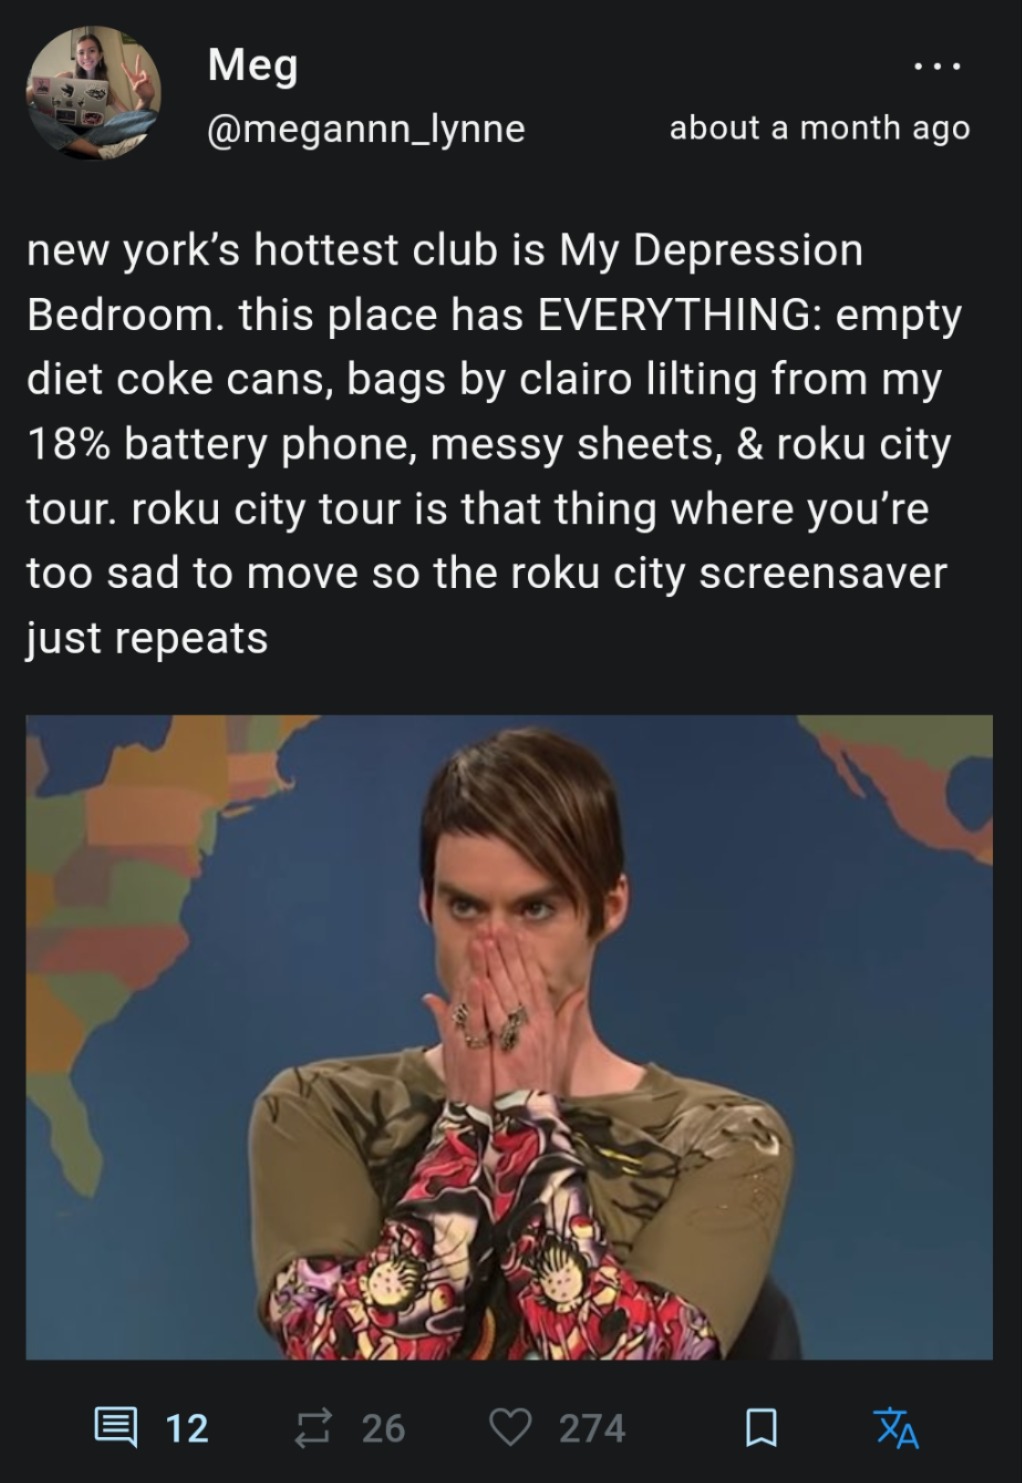 Meg
@megannn_lynne
about a month ago
new york’s hottest club is My Depression
Bedroom. this place has EVERYTHING: empty
diet coke cans, bags by clairo lilting from my
18% battery phone, messy sheets, & roku city
tour. roku city tour is that thing where you’re
too sad to move so the roku city screensaver
just repeats
12
26
274